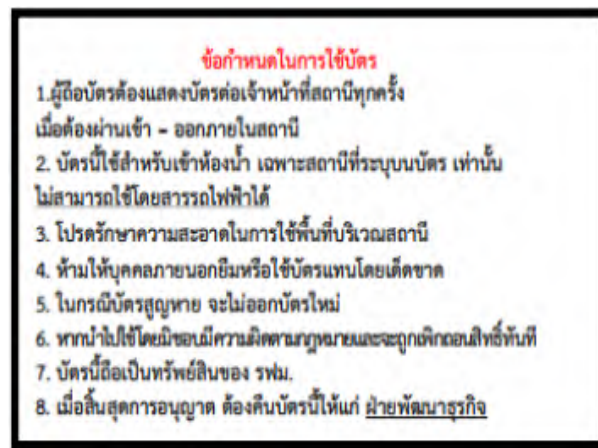 ข้อกำหนดในการใช้บัตร
1.ผู้ถือบัตรต้องแสดงบัตรต่อเจ้าหน้าที่สถานีทุกครั้ง
เมื่อต้องผ่านเข้า – ออกภายในสถานี
2. บัตรนี้ใช้สำหรับเข้าห้องน้ำ เฉพาะสถานีที่ระบุบนบัตร เท่านั้น
ไม่สามารถใช้โดยสารรถไฟฟ้าได้
3. โปรดรักษาความสะอาดในการใช้พื้นที่บริเวณสถานี
4. ห้ามให้บุคคลภายนอกยืมหรือใช้บัตรแทนโดยเด็ดขาด
5. ในกรณีบัตรสูญหาย จะไม่ออกบัตรใหม่
6. หากนำไปใช้โดยมิชอบมีความผิดตามกฎหมายและจะถูกเพิกถอนสิทธิ์ทันที
7. บัตรนี้ถือเป็นทรัพย์สินของ รฟม.
8. เมื่อสิ้นสุดการอนุญาต ต้องคืนบัตรนี้ให้แก่ ฝ่ายพัฒนาธุรกิจ